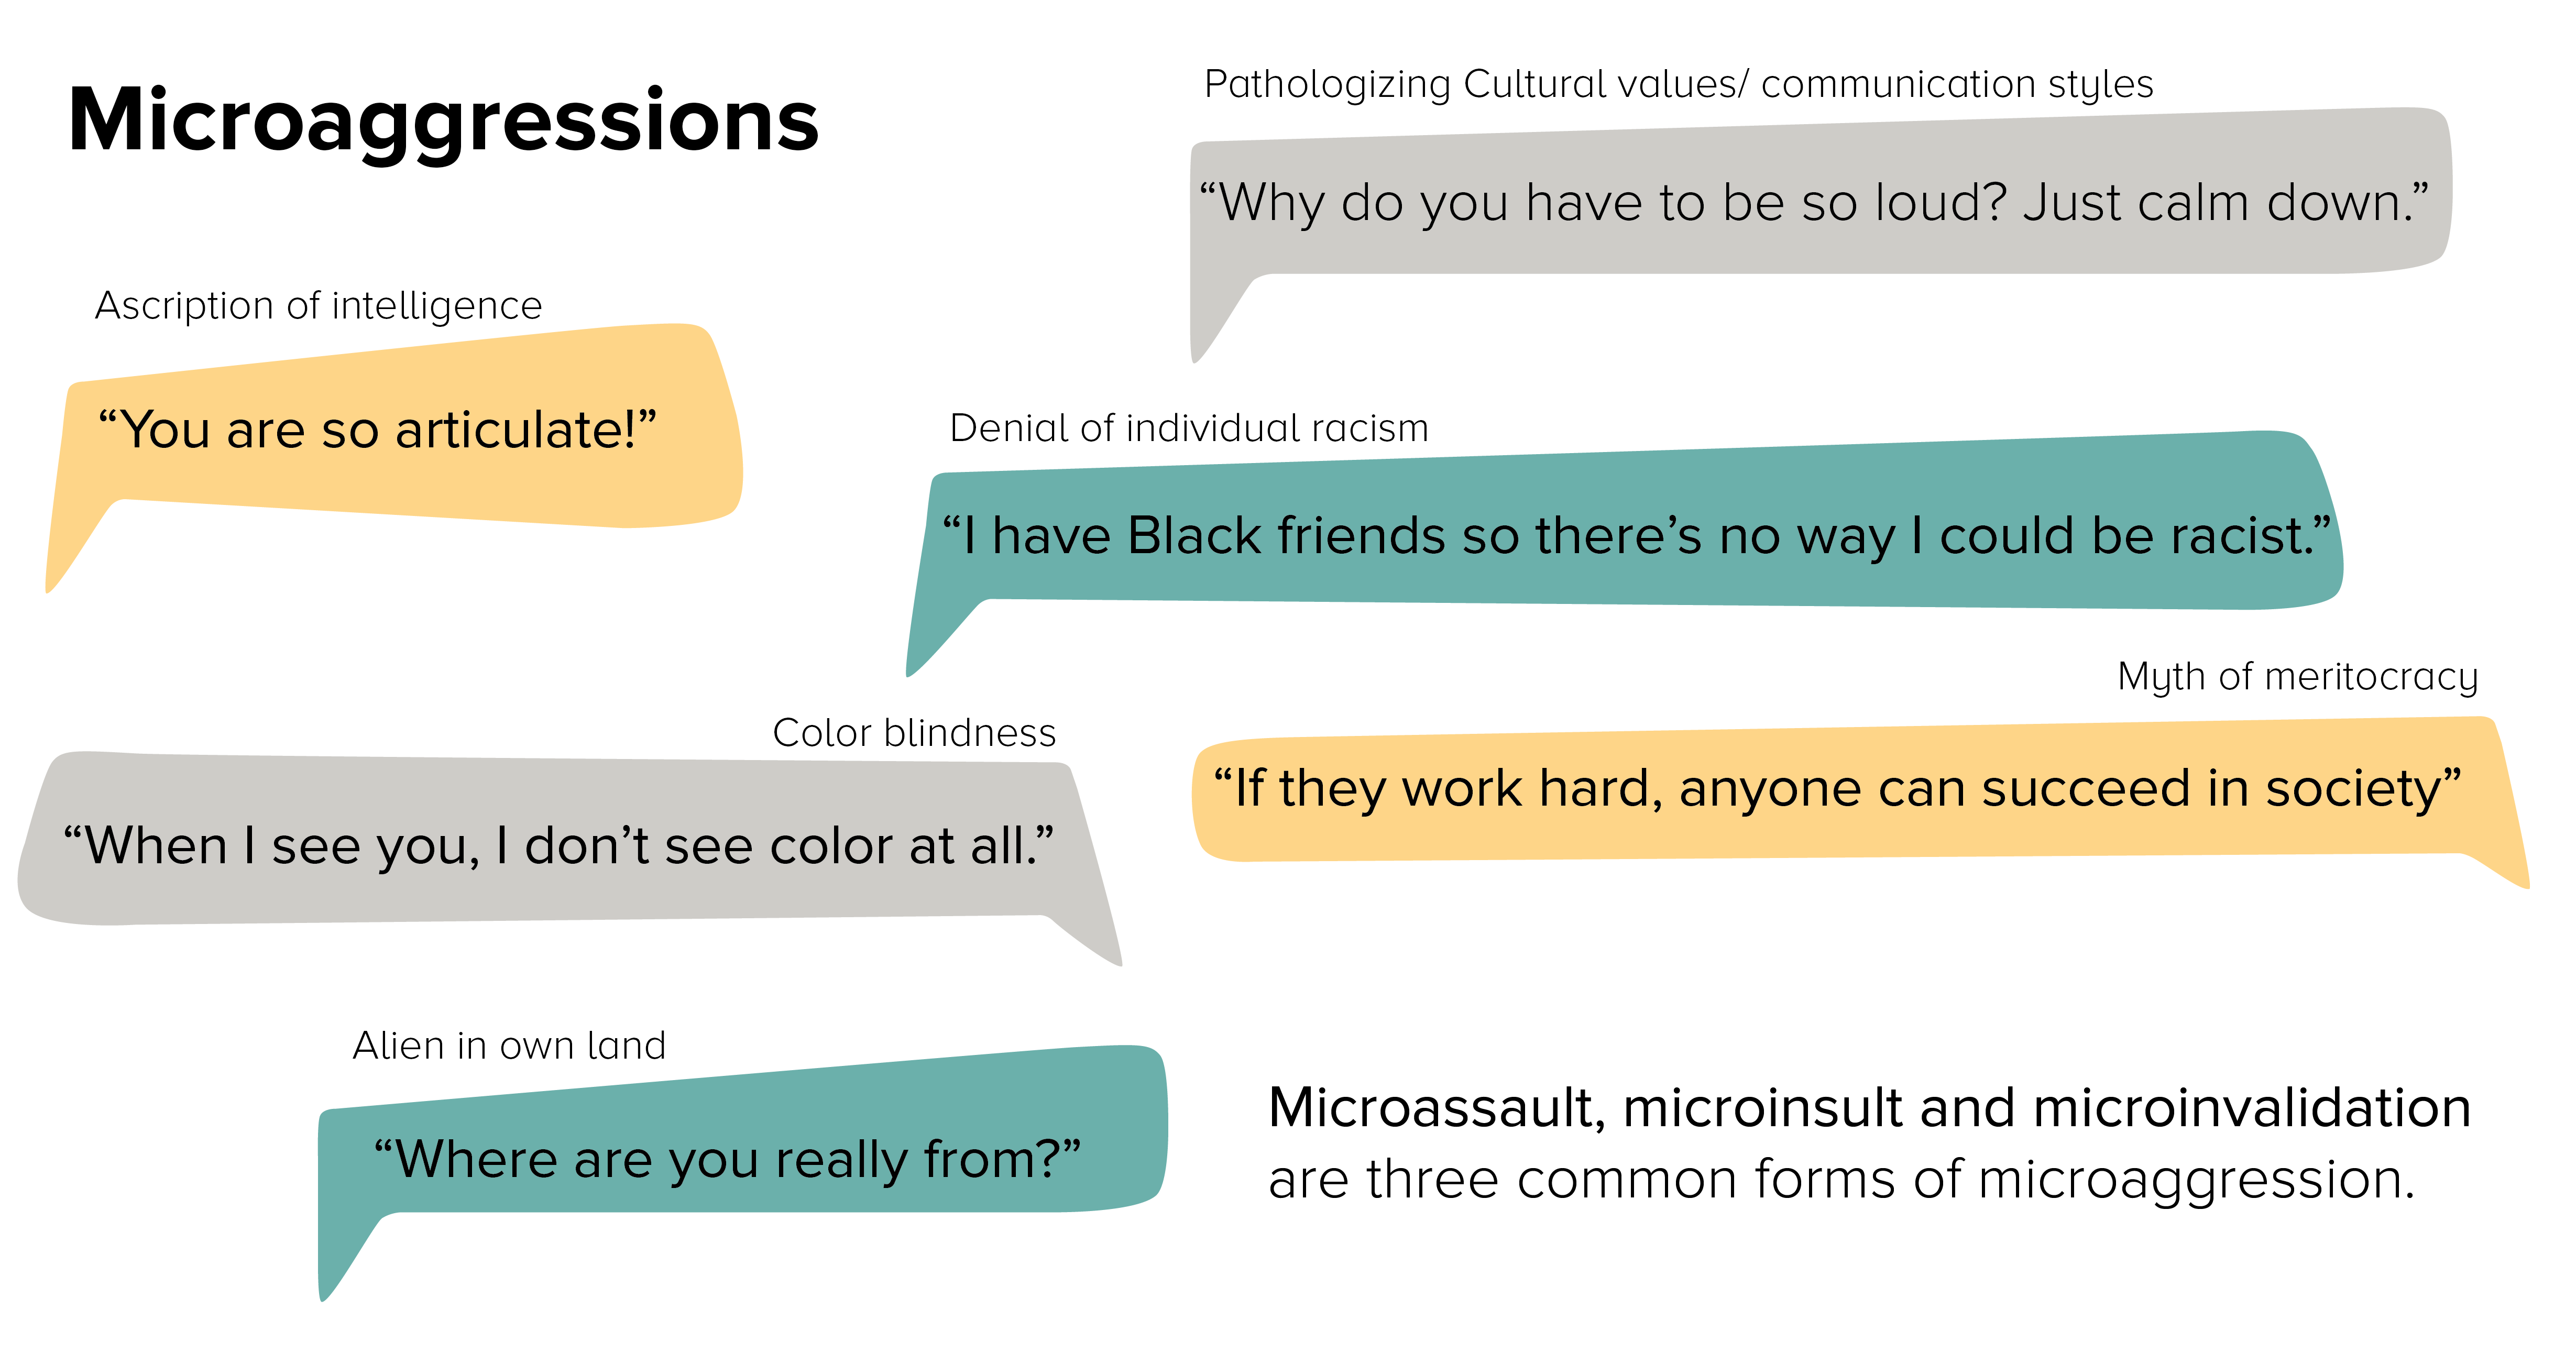 Microaggressions
Pathologizing Cultural values/ communication styles
“Why do you have to be so loud? Just calm down.”
Ascription of intelligence
“You are so articulate!”
Denial of individual racism
“I have Black friends so there’s no way I could be racist.”
Myth of meritocracy
“If they work hard, anyone can succeed in society”
Color blindness
“When I see you, I don’t see color at all.”
Alien in own land
“Where are you really from?”
Microassault, microinsult and microinvalidation
are three common forms of microaggression.